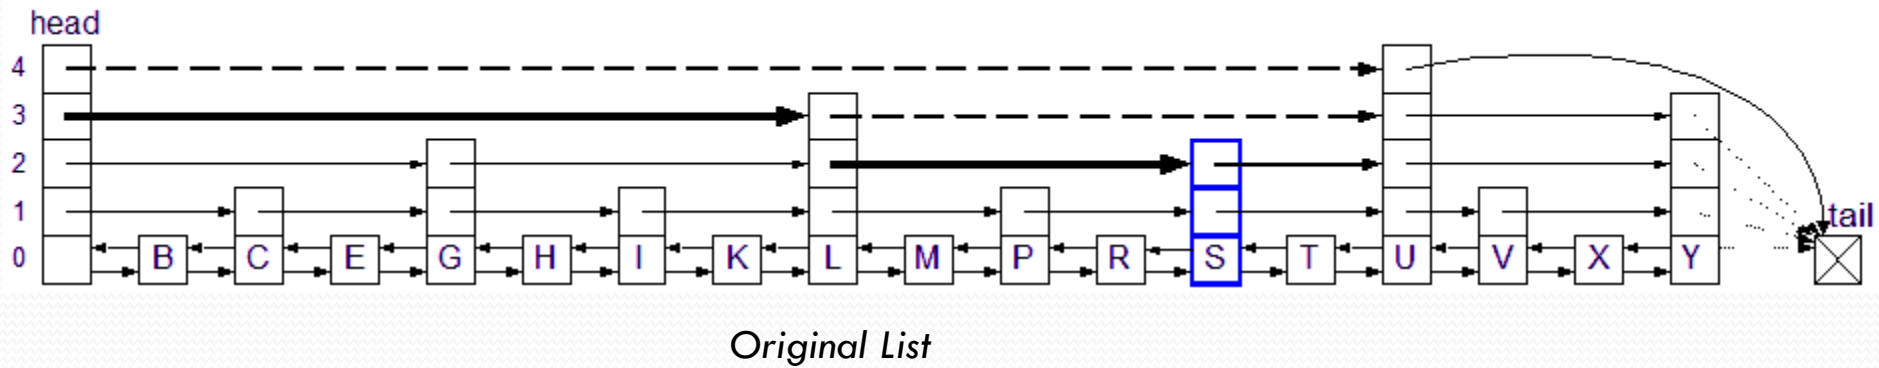 head
4
3
2
1
tail
0 B C E G H I K L M P R S T U V X Y
Original List